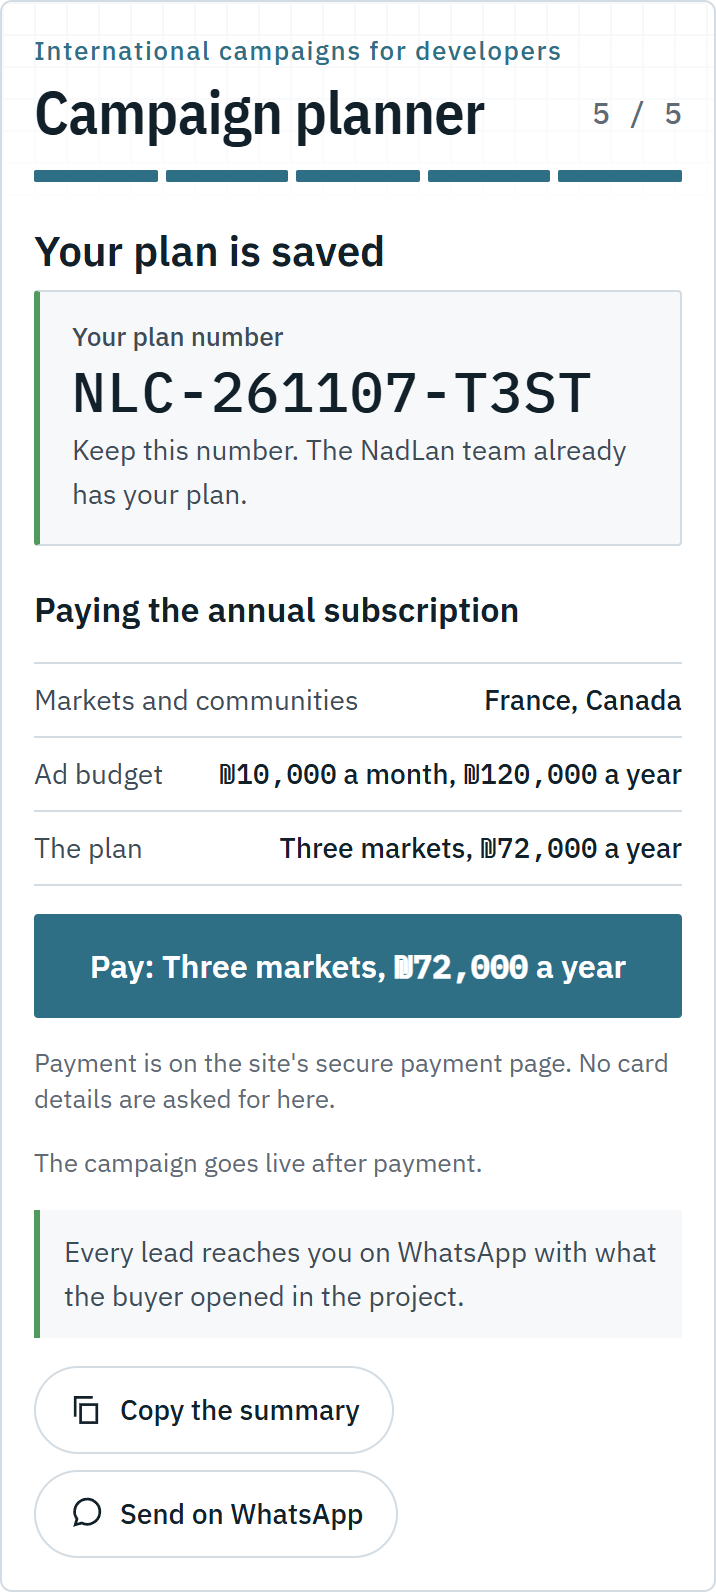 International campaigns for developers
Campaign planner
5 / 5
Your plan is saved
Your plan number
NLC-261107-T3ST
Keep this number. The NadLan team already
has your plan.
Paying the annual subscription
Markets and communities France, Canada
Ad budget ₪10,000 a month, ₪120,000 a year
The plan Three markets, ₪72,000 a year
Pay: Three markets, ₪72,000 a year
Payment is on the site's secure payment page. No card
details are asked for here.
The campaign goes live after payment.
Every lead reaches you on WhatsApp with what
the buyer opened in the project.
Copy the summary
Send on WhatsApp